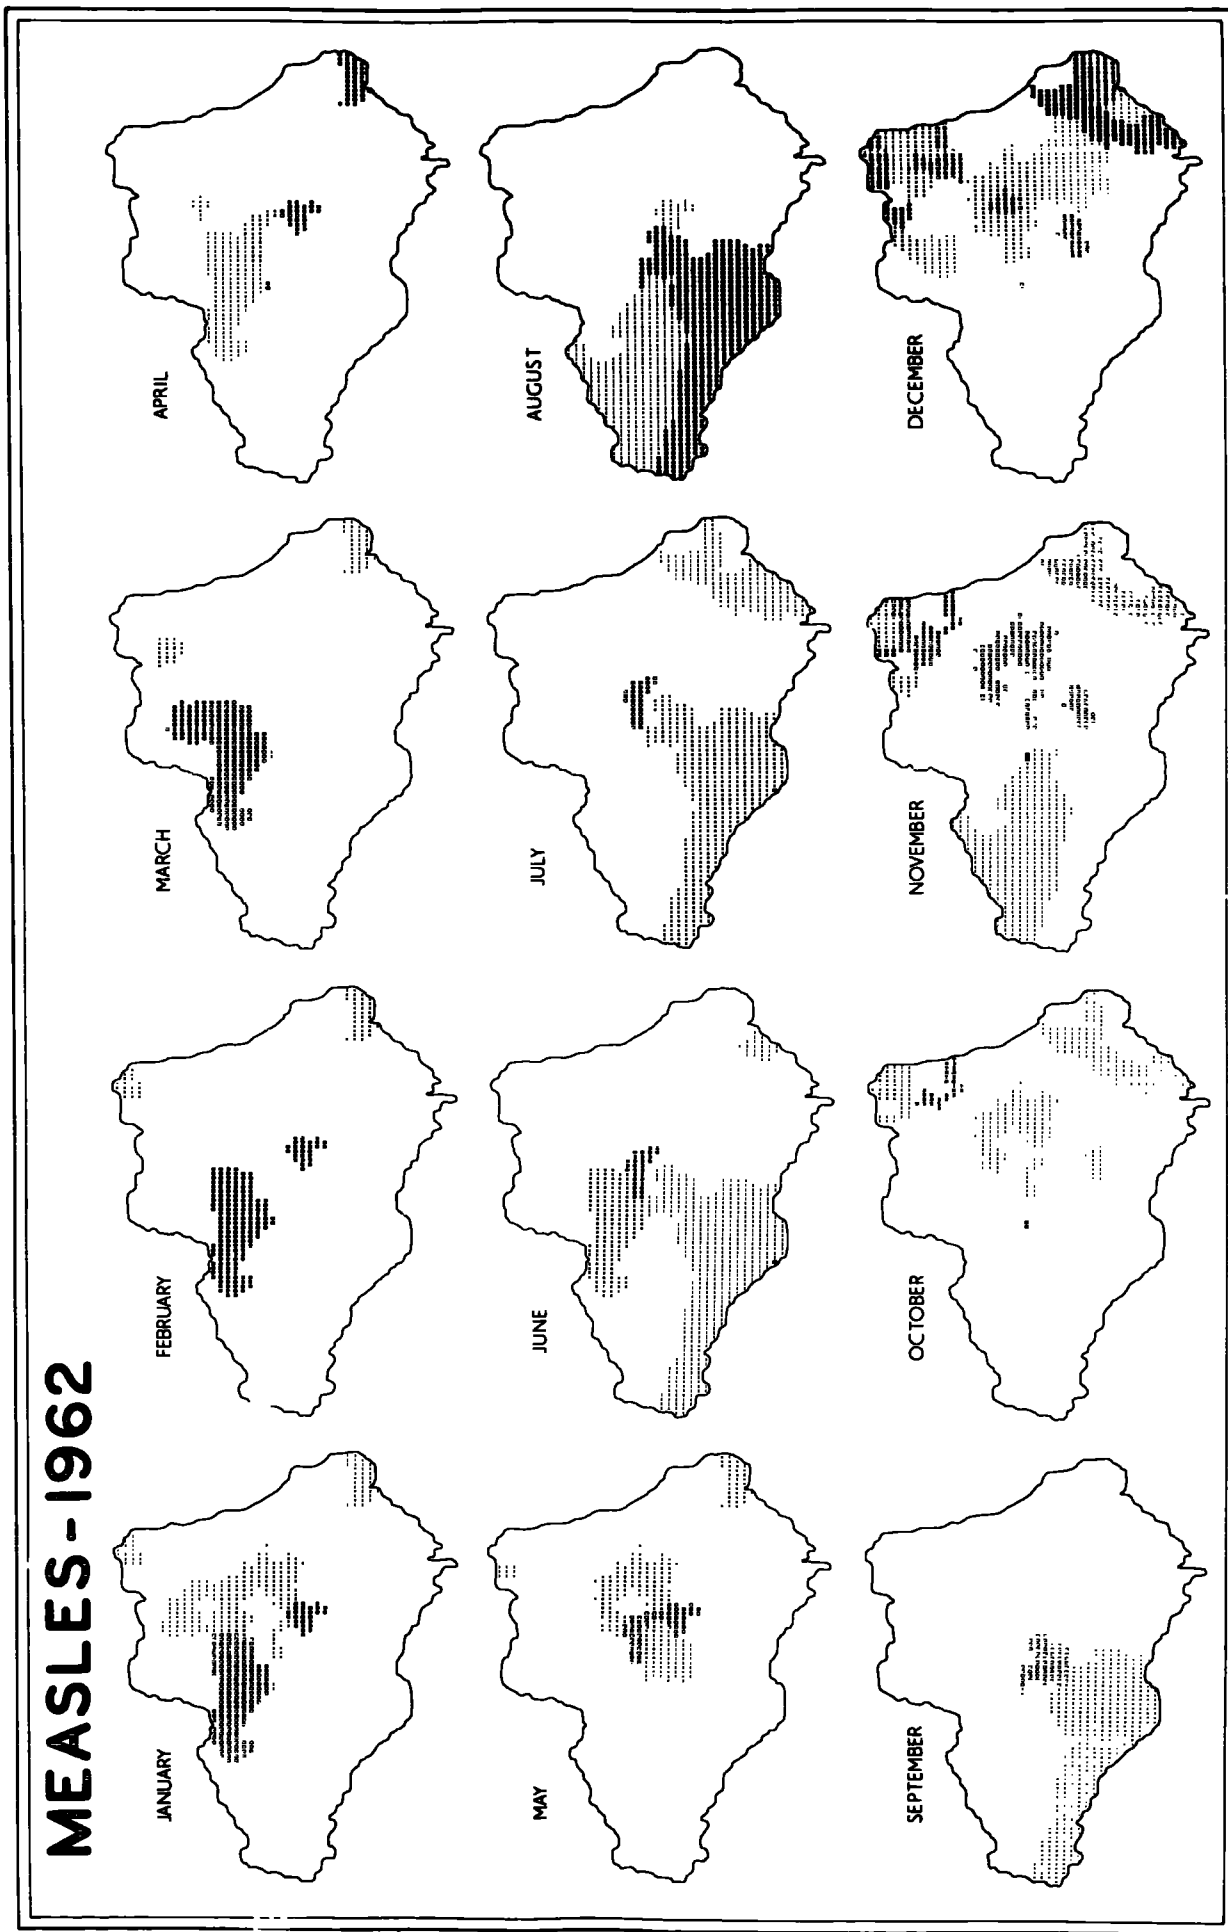 MEASLES-1962
JANUARY
FEBRUARY
MARCH
APRIL
MAY
JUNE
JULY
AUGUST
SEPTEMBER
OCTOBER
NOVEMBER
DECEMBER